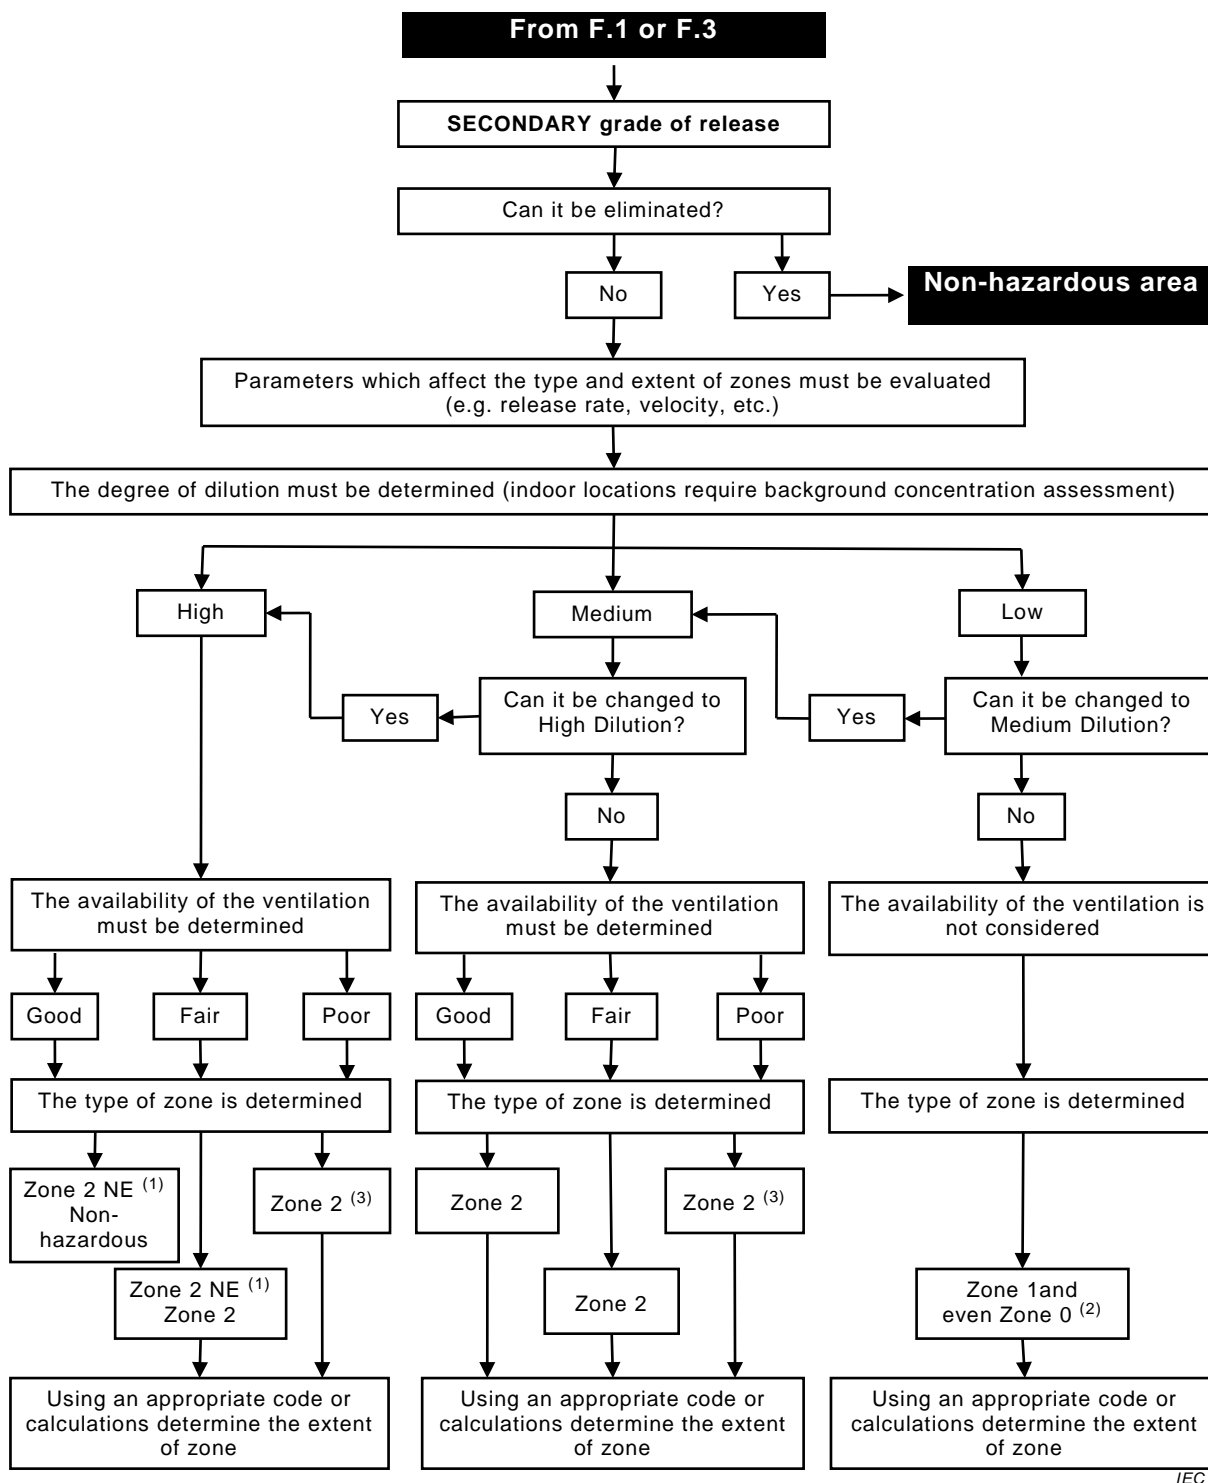 From F.1 or F.3
SECONDARY grade of release
Can it be eliminated?
No
Yes
Non-hazardous area
Parameters which affect the type and extent of zones must be evaluated
(e.g. release rate, velocity, etc.)
The degree of dilution must be determined (indoor locations require background concentration assessment)
High
Medium
Low
Yes
Can it be changed to
High Dilution?
Yes
Can it be changed to
Medium Dilution?
No
No
The availability of the ventilation
must be determined
The availability of the ventilation
must be determined
The availability of the ventilation is
not considered
Good
Fair
Poor
Good
Fair
Poor
The type of zone is determined
The type of zone is determined
The type of zone is determined
Zone 2 NE (1)
Non-
hazardous
Zone 2 (3)
Zone 2
Zone 2 (3)
Zone 2 NE (1)
Zone 2
Zone 2
Zone 1and
even Zone 0 (2)
Using an appropriate code or
calculations determine the extent
of zone
Using an appropriate code or
calculations determine the extent
of zone
Using an appropriate code or
calculations determine the extent
of zone
IEC